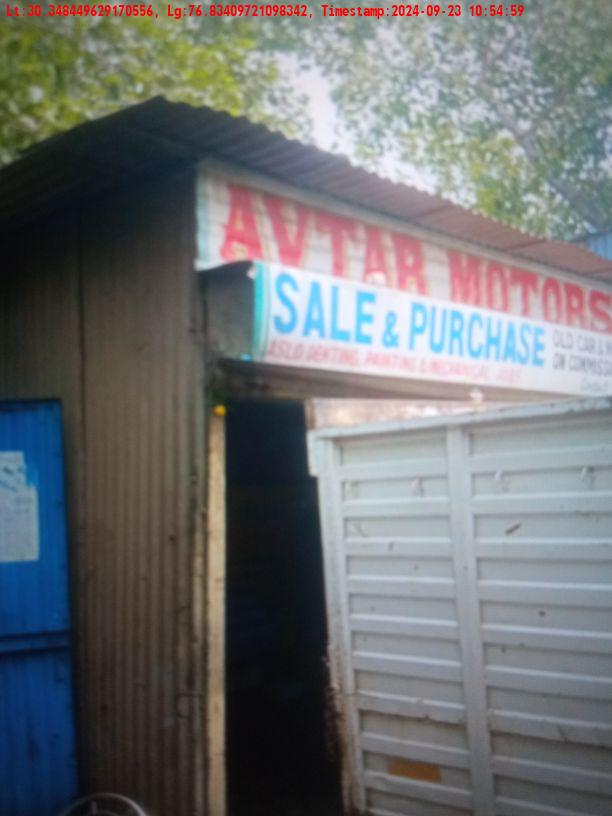 Lt:30.348449629170556, Lg:76.83409721098342, Timestamp:2024-09-23 10:54:59
AVTAR MOTORS
SALE & PURCHASE
OLD CAR &
ON COMMISS
ASLO DENTING, PAINTING & MECHANICAL JOBS